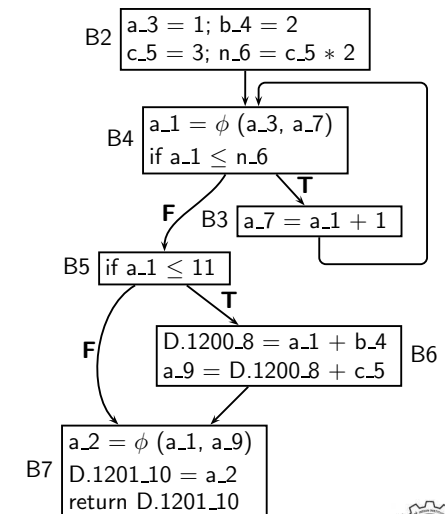 B2
a_3 = 1; b_4 = 2
c_5 = 3; n_6 = c_5 ∗ 2
B4
a_1 = ϕ (a_3, a_7)
if a_1 ≤ n_6
T
F
B3
a_7 = a_1 + 1
B5
if a_1 ≤ 11
T
F
D.1200_8 = a_1 + b_4
a_9 = D.1200_8 + c_5
B6
B7
a_2 = ϕ (a_1, a_9)
D.1201_10 = a_2
return D.1201_10